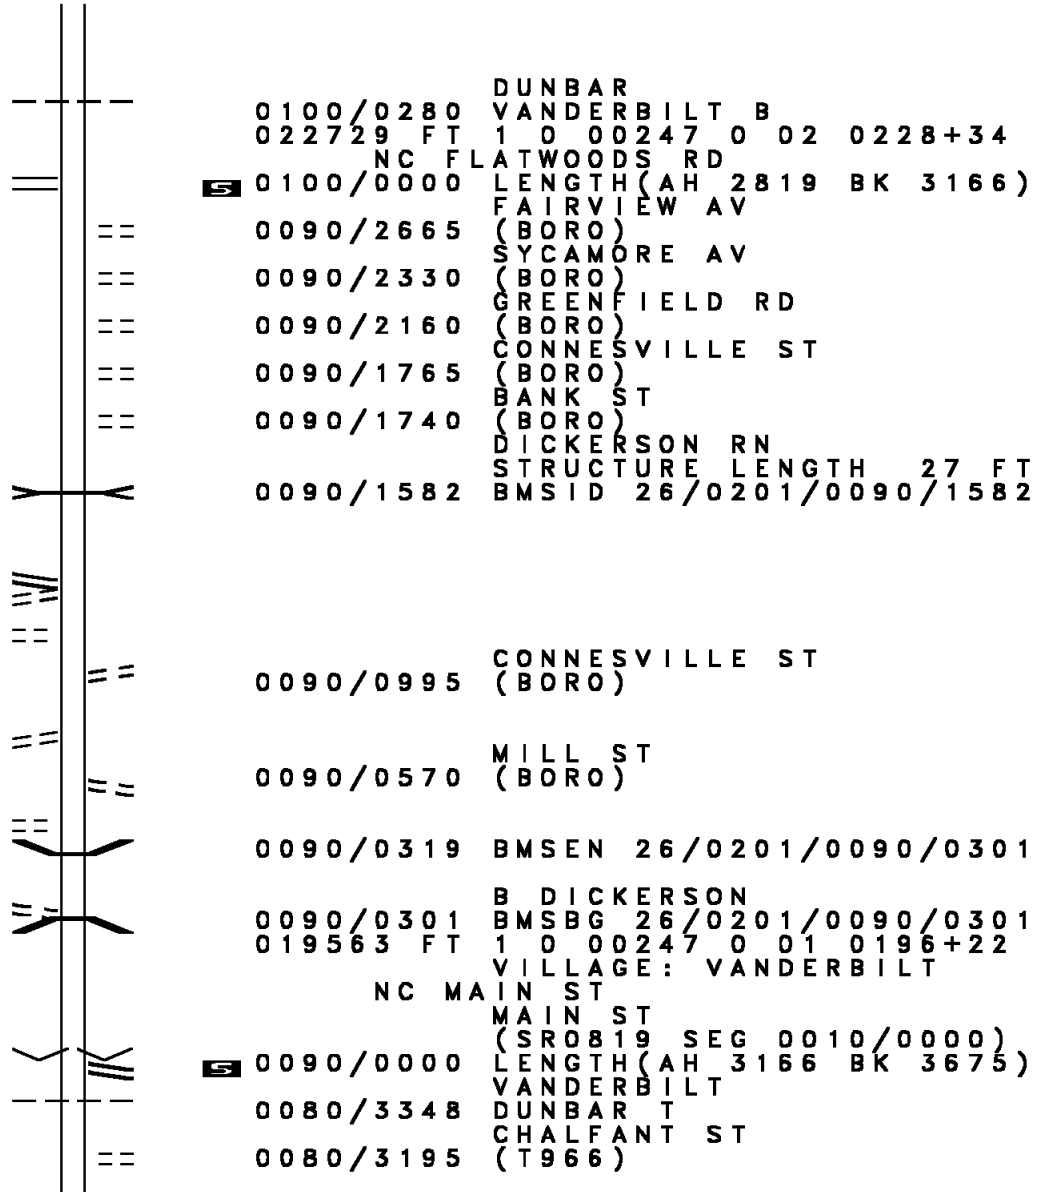 DUNBAR
0100/0280 VANDERBILT B
022729 FT 1 0 00247 0 02 0228+34
NC FLATWOODS RD
S 0100/0000 LENGTH(AH 2819 BK 3166)
FAIRVIEW AV
0090/2665 (BORO)
SYCAMORE AV
0090/2330 (BORO)
GREENFIELD RD
0090/2160 (BORO)
CONNESVILLE ST
0090/1765 (BORO)
BANK ST
0090/1740 (BORO)
DICKERSON RN
STRUCTURE LENGTH 27 FT
0090/1582 BMSID 26/0201/0090/1582
CONNESVILLE ST
0090/0995 (BORO)
MILL ST
0090/0570 (BORO)
0090/0319 BMSEN 26/0201/0090/0301
B DICKERSON
0090/0301 BMSBG 26/0201/0090/0301
019563 FT 1 0 00247 0 01 0196+22
VILLAGE: VANDERBILT
NC MAIN ST
MAIN ST
(SR0819 SEG 0010/0000)
S 0090/0000 LENGTH(AH 3166 BK 3675)
VANDERBILT
0080/3348 DUNBAR T
CHALFANT ST
0080/3195 (T966)